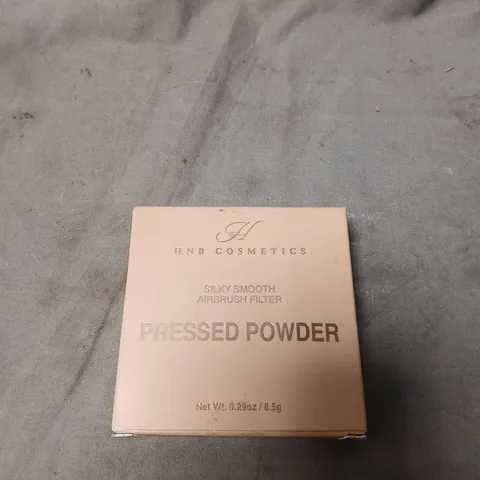 H
HNB COSMETICS
SILKY SMOOTH
AIRBRUSH FILTER
PRESSED POWDER
Net Wt. 0.29oz / 8.5g